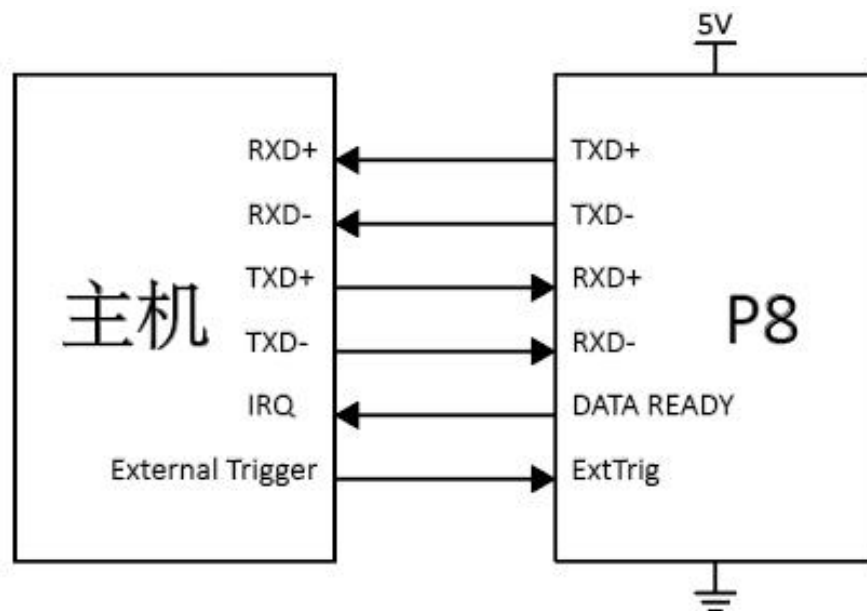 5V
RXD+ TXD+
RXD- TXD-
TXD+ RXD+
主机 P8
TXD- RXD-
IRQ DATA READY
External Trigger ExtTrig